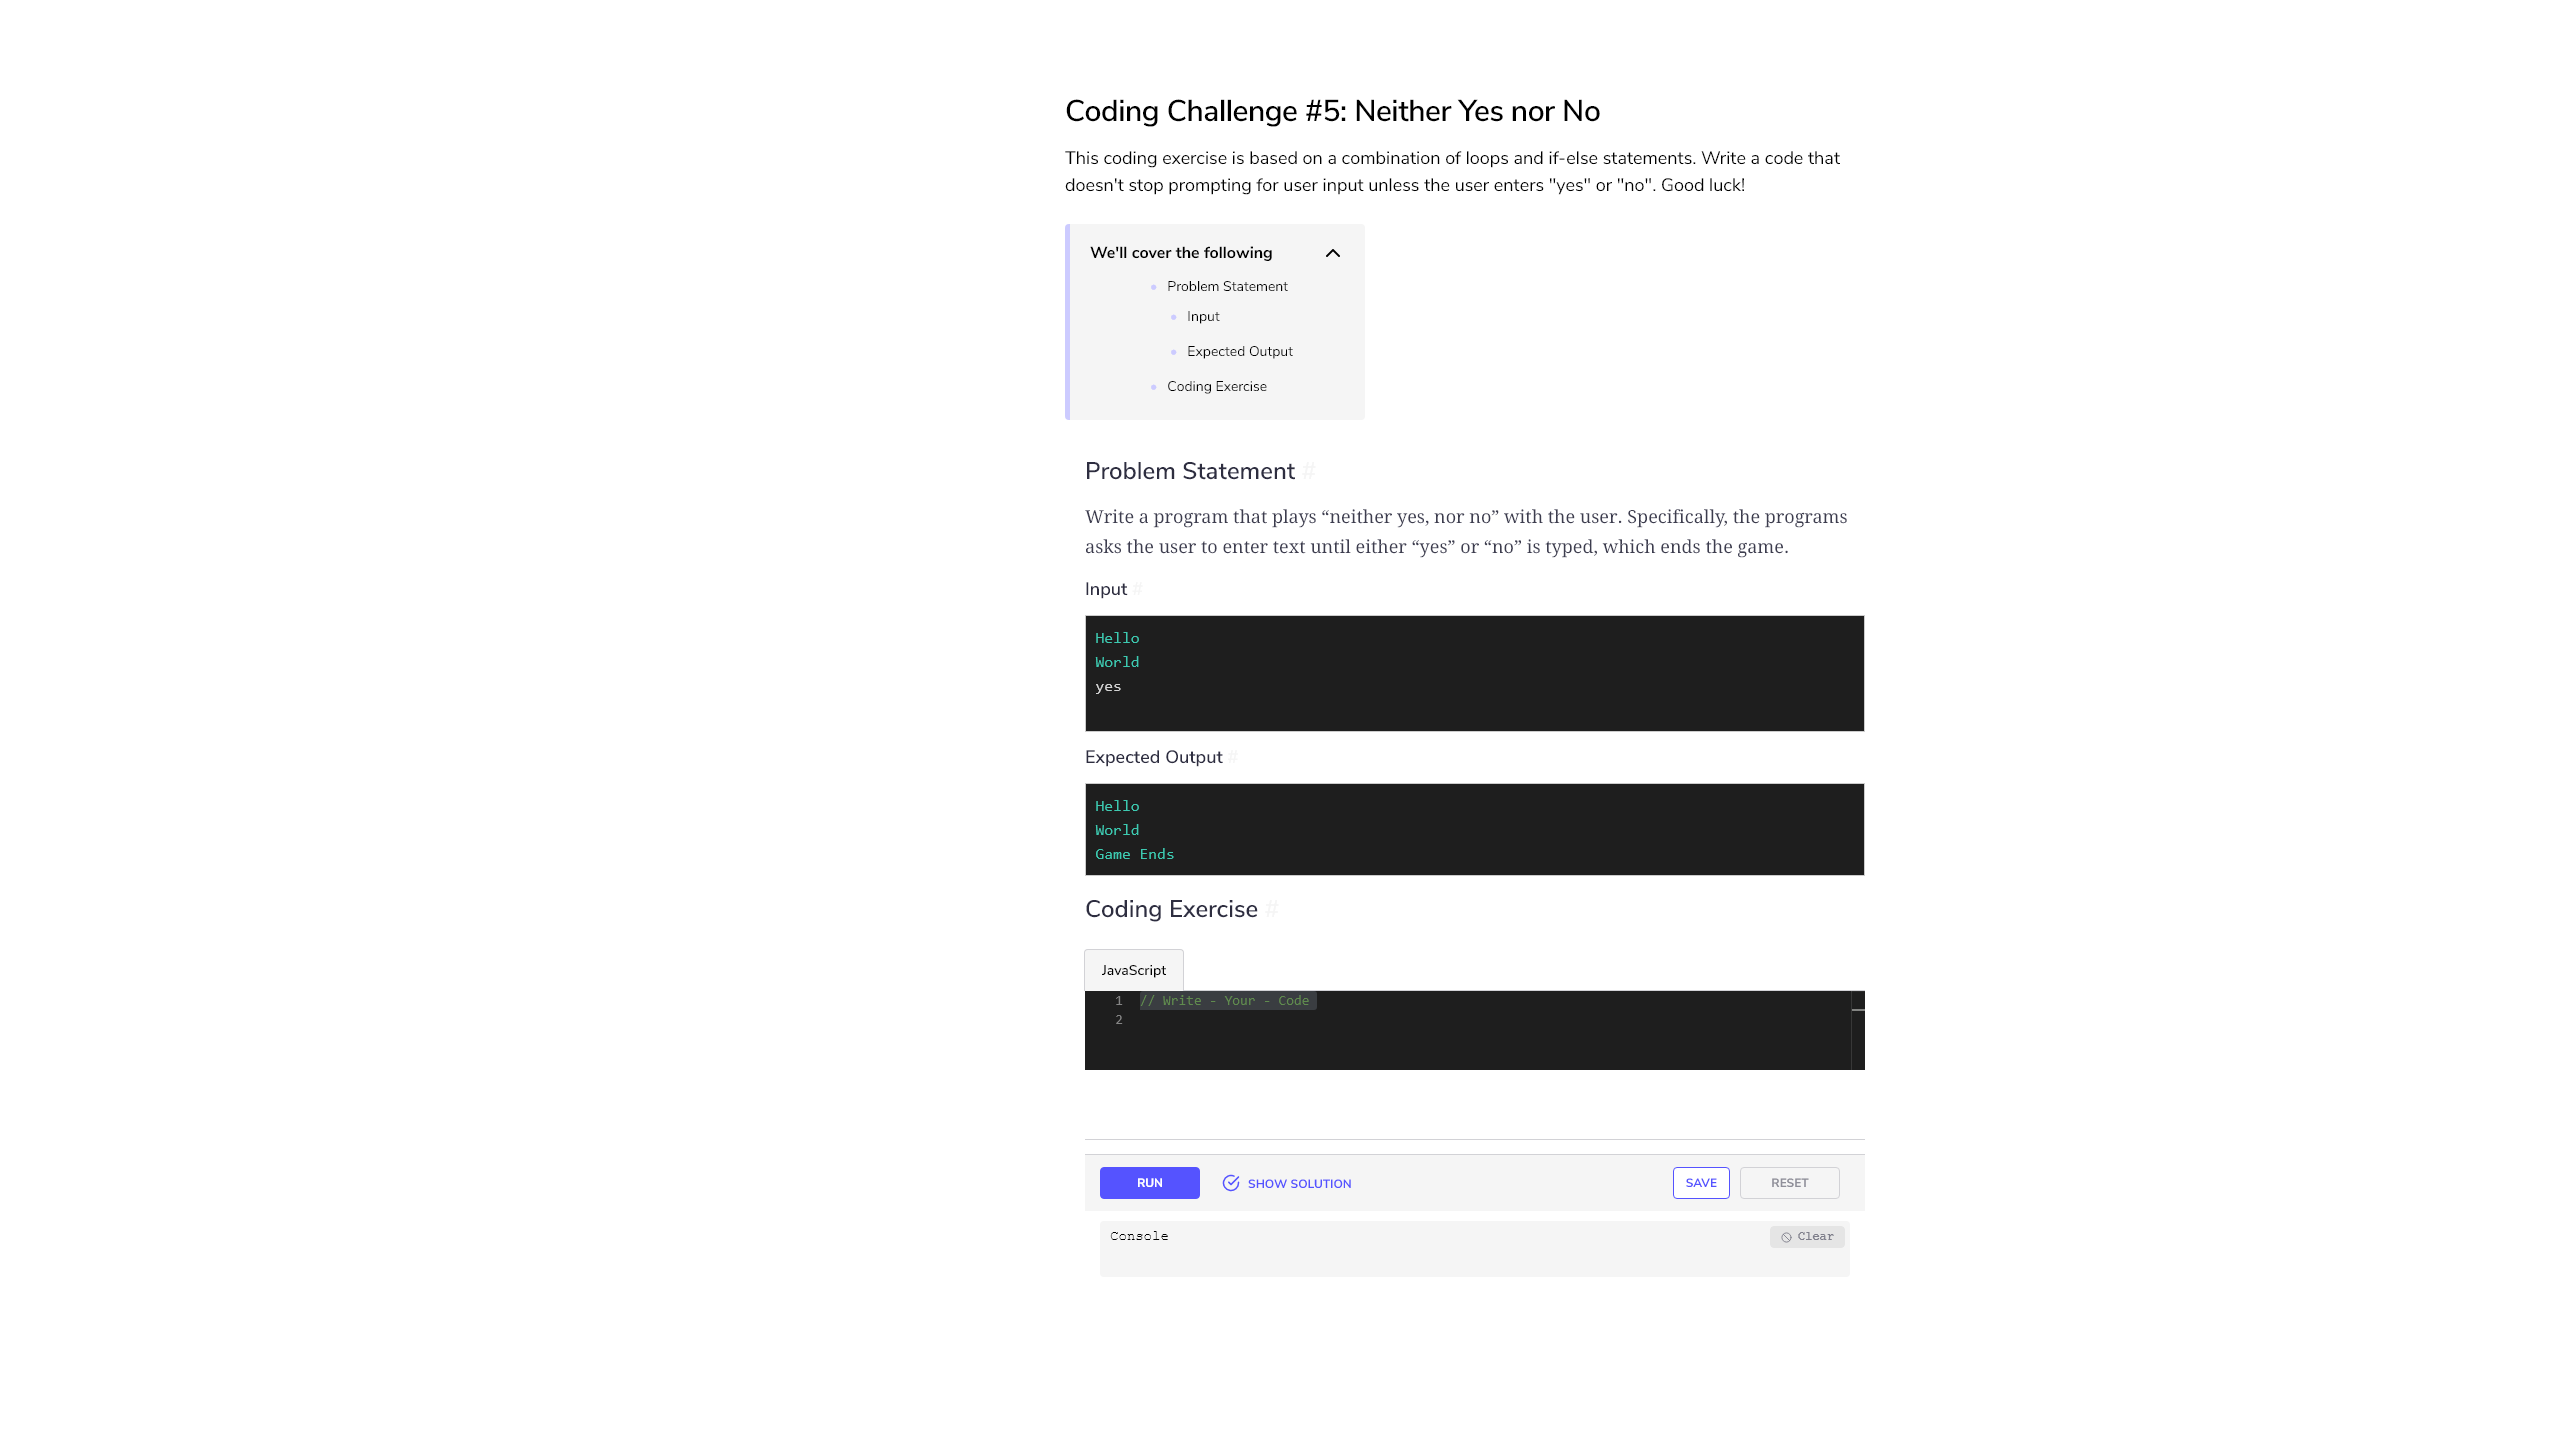 Coding Challenge #5: Neither Yes nor No
This coding exercise is based on a combination of loops and if-else statements. Write a code that
doesn't stop prompting for user input unless the user enters "yes" or "no". Good luck!
We'll cover the following
Problem Statement
Input
Expected Output
Coding Exercise
Problem Statement #
Write a program that plays “neither yes, nor no” with the user. Specifically, the programs
asks the user to enter text until either “yes” or “no” is typed, which ends the game.
Input #
Hello
World
yes
Expected Output #
Hello
World
Game Ends
Coding Exercise #
JavaScript
1 // Write - Your - Code
2
RUN SHOW SOLUTION SAVE RESET
Console Clear